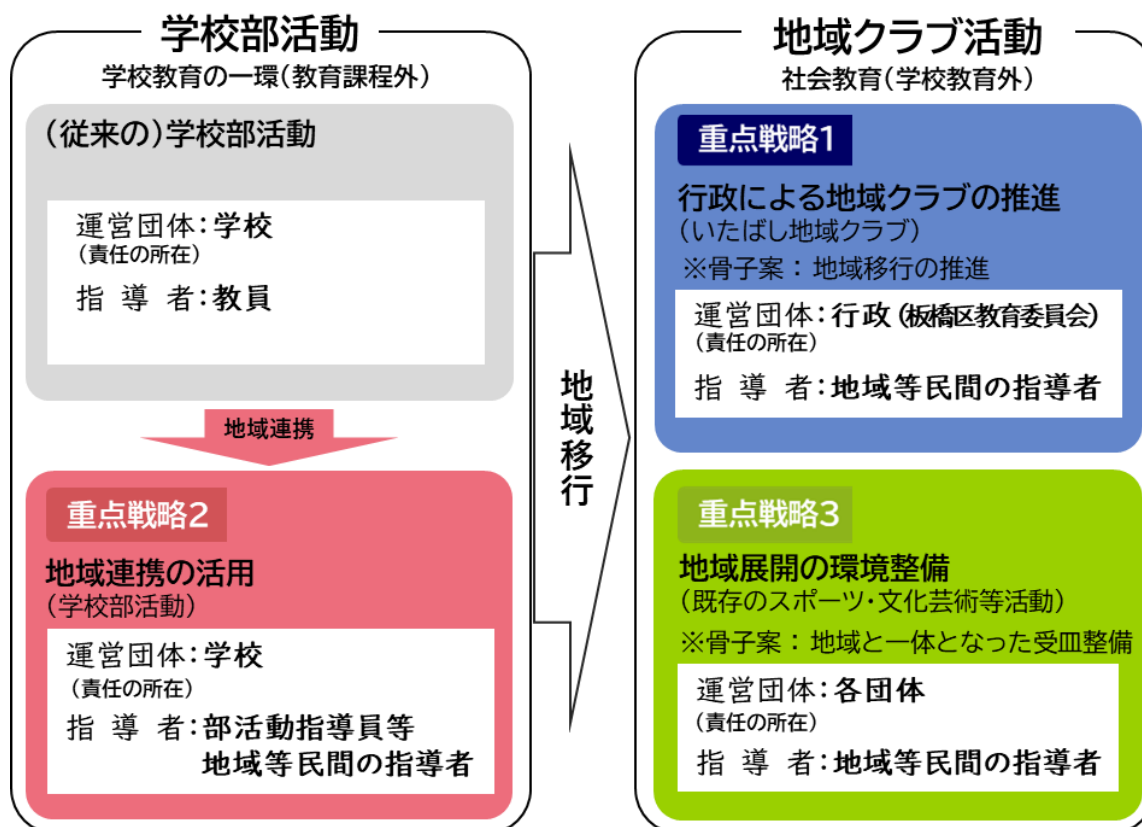 学校部活動
学校教育の一環(教育課程外)
(従来の)学校部活動
運営団体:学校
(責任の所在)
指導者:教員
地域連携
重点戦略2
地域連携の活用
(学校部活動)
運営団体:学校
(責任の所在)
指導者:部活動指導員等
地域等民間の指導者
地域移行
地域クラブ活動
社会教育(学校教育外)
重点戦略1
行政による地域クラブの推進
(いたばし地域クラブ)
※骨子案:地域移行の推進
運営団体:行政(板橋区教育委員会)
(責任の所在)
指導者:地域等民間の指導者
重点戦略3
地域展開の環境整備
(既存のスポーツ・文化芸術等活動)
※骨子案:地域と一体となった受皿整備
運営団体:各団体
(責任の所在)
指導者:地域等民間の指導者